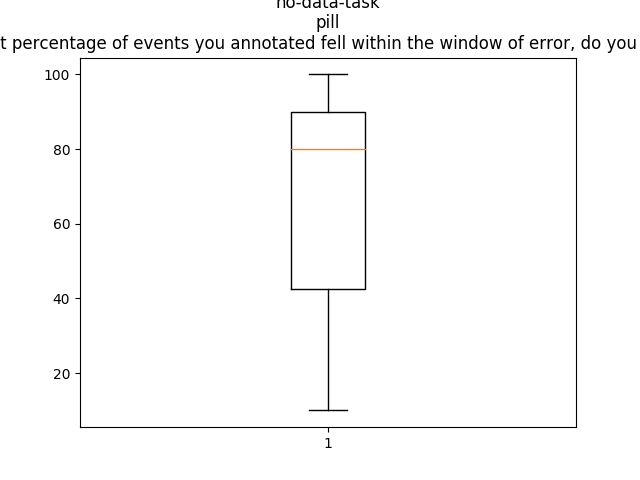 no-data-task
pill
t percentage of events you annotated fell within the window of error, do you
100
80
60
40
20
1